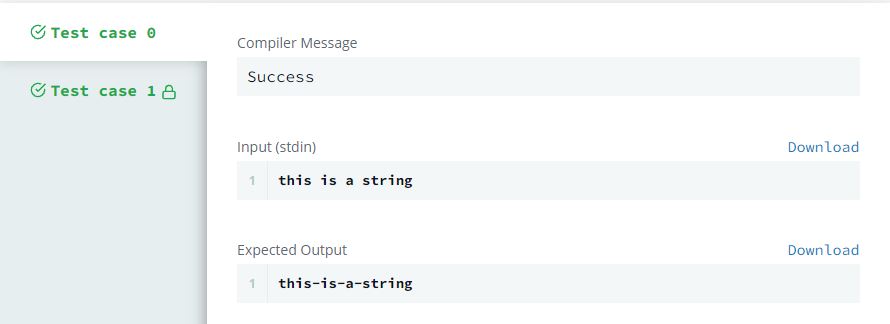 Test case 0
Test case 1
Compiler Message
Success
Input (stdin) Download
1 this is a string
Expected Output Download
1 this-is-a-string